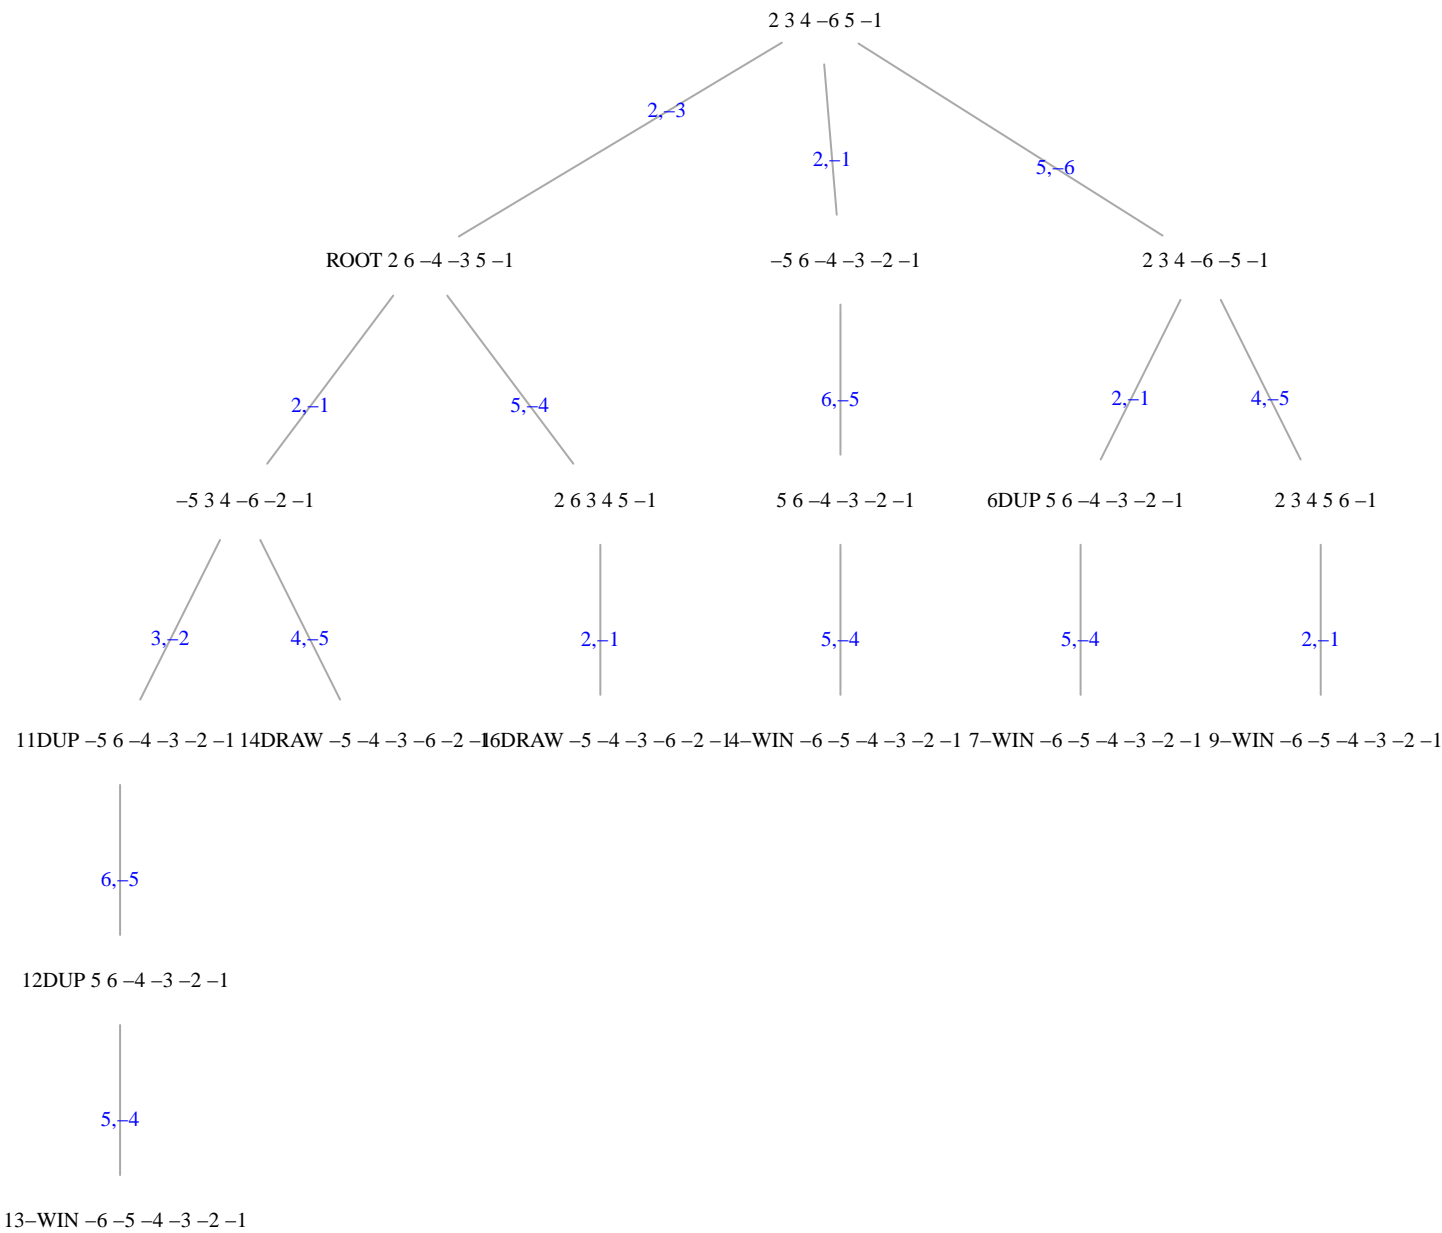 2 3 4 –6 5 –1
2,–3
2,–1
5,–6
ROOT 2 6 –4 –3 5 –1
–5 6 –4 –3 –2 –1
2 3 4 –6 –5 –1
2,–1
5,–4
6,–5
2,–1
4,–5
–5 3 4 –6 –2 –1
2 6 3 4 5 –1
5 6 –4 –3 –2 –1
6DUP 5 6 –4 –3 –2 –1
2 3 4 5 6 –1
3,–2
4,–5
2,–1
5,–4
5,–4
2,–1
11DUP –5 6 –4 –3 –2 –1
14DRAW –5 –4 –3 –6 –2 –1
16DRAW –5 –4 –3 –6 –2 –1
4–WIN –6 –5 –4 –3 –2 –1
7–WIN –6 –5 –4 –3 –2 –1
9–WIN –6 –5 –4 –3 –2 –1
6,–5
12DUP 5 6 –4 –3 –2 –1
5,–4
13–WIN –6 –5 –4 –3 –2 –1